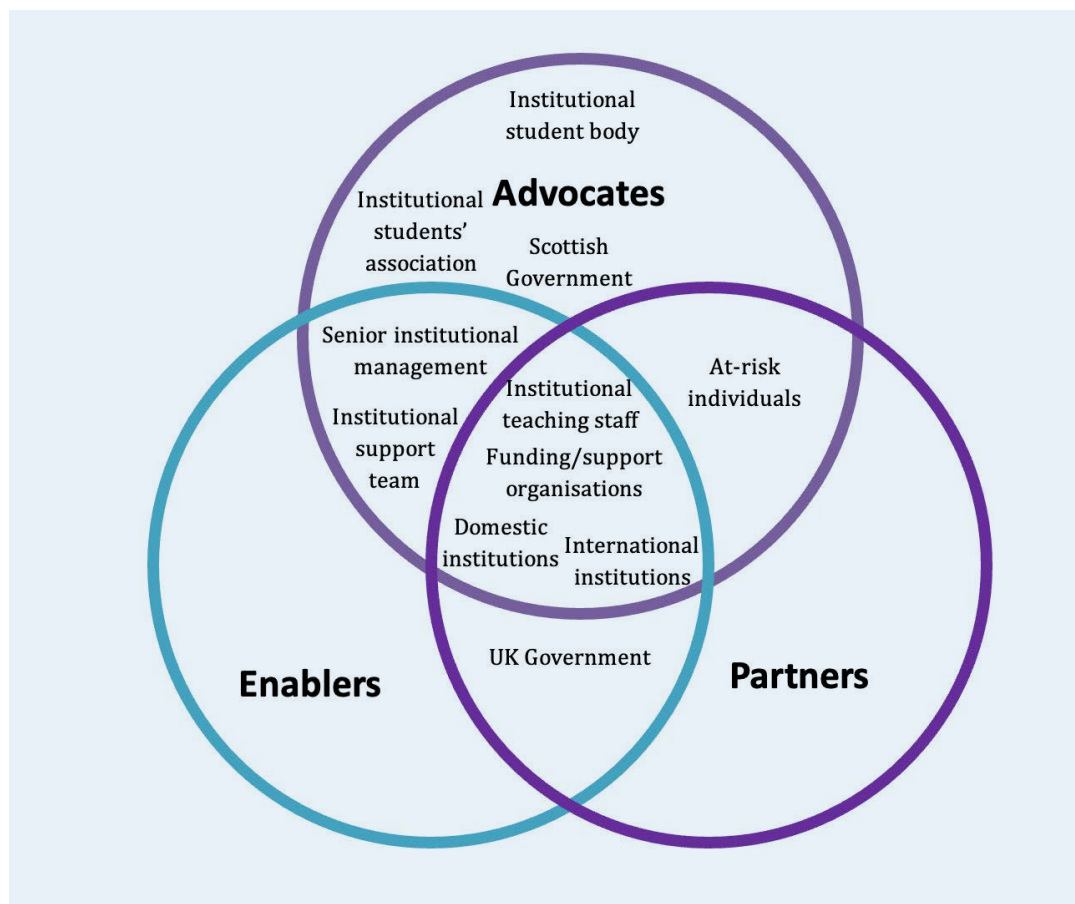 Institutional
student body
Advocates
Institutional
students’
association
Scottish
Government
Senior institutional
management
Institutional
support
team
Institutional
teaching staff
Funding/support
organisations
Domestic
institutions
International
institutions
At-risk
individuals
UK Government
Enablers
Partners